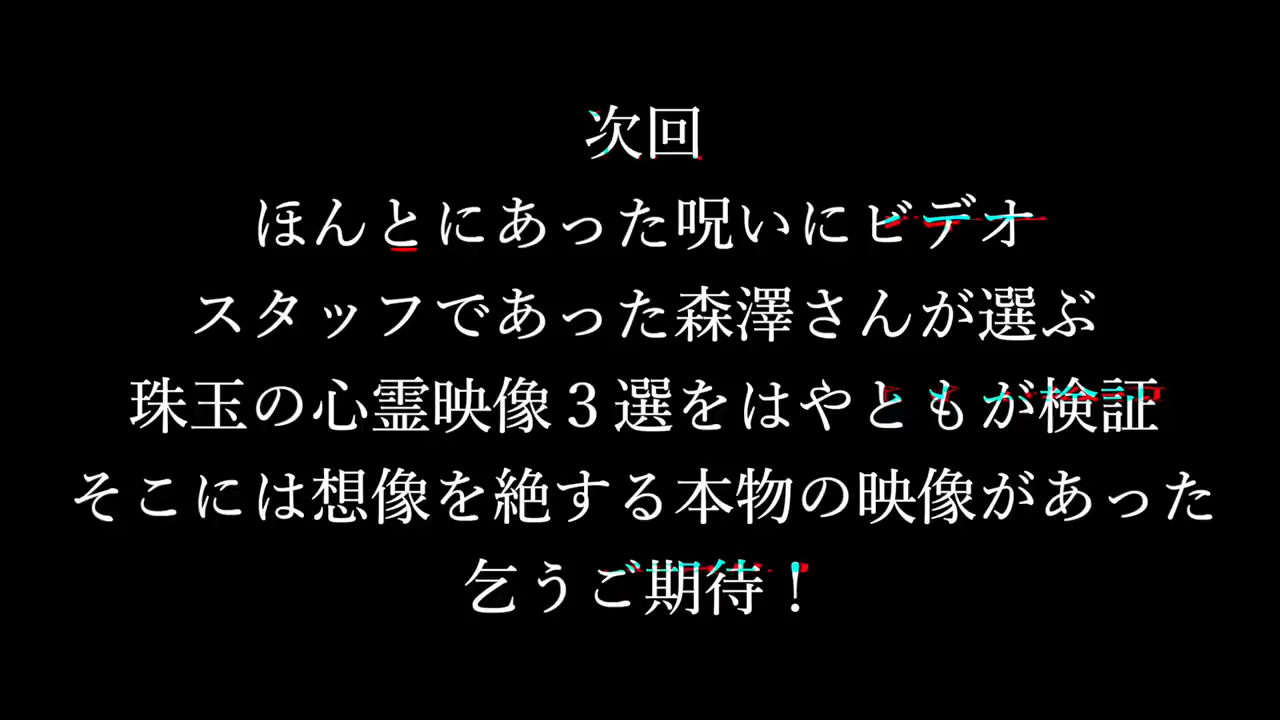 次回
ほんとにあった呪いにビデオ
スタッフであった森澤さんが選ぶ
珠玉の心霊映像３選をはやともが検証
そこには想像を絶する本物の映像があった
乞うご期待！